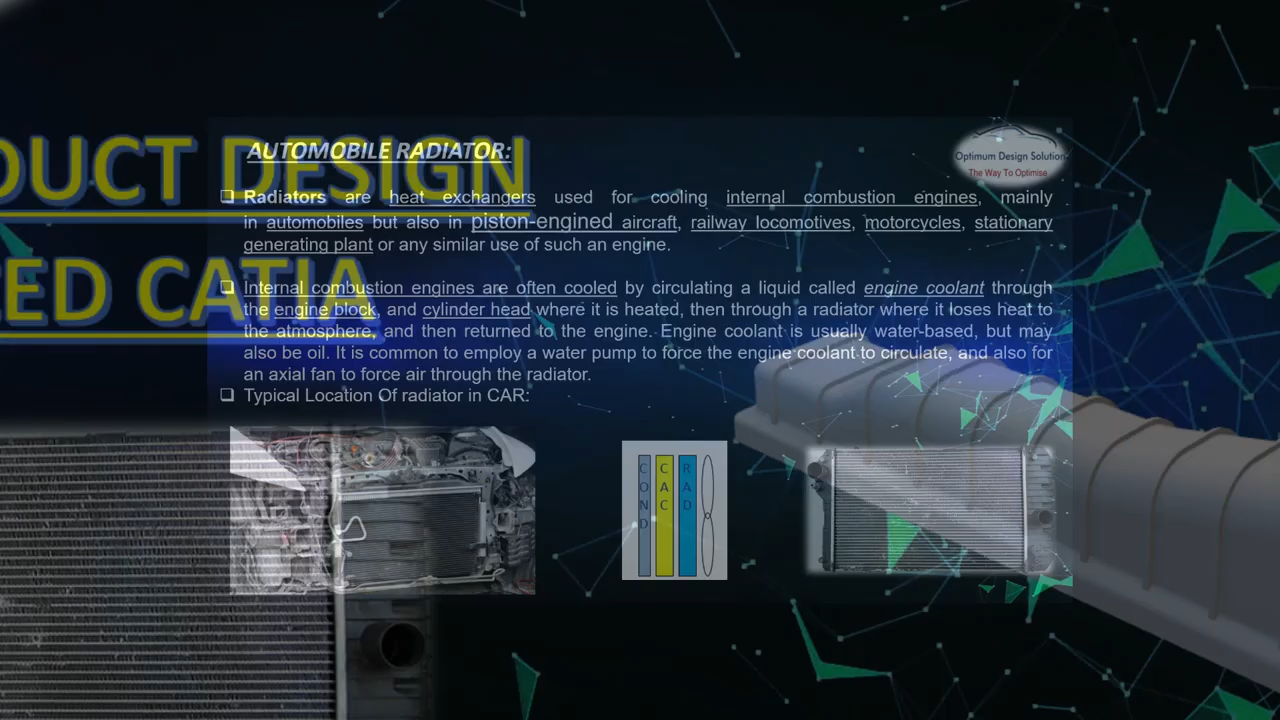 DUCT DESIGN
ED CATIA
AUTOMOBILE RADIATOR:
Optimum Design Solution
The Way To Optimise
❑ Radiators are heat exchangers used for cooling internal combustion engines, mainly
in automobiles but also in piston-engined aircraft, railway locomotives, motorcycles, stationary
generating plant or any similar use of such an engine.
❑ Internal combustion engines are often cooled by circulating a liquid called engine coolant through
the engine block, and cylinder head where it is heated, then through a radiator where it loses heat to
the atmosphere, and then returned to the engine. Engine coolant is usually water-based, but may
also be oil. It is common to employ a water pump to force the engine coolant to circulate, and also for
an axial fan to force air through the radiator.
❑ Typical Location Of radiator in CAR:
COND
CAC
RAD